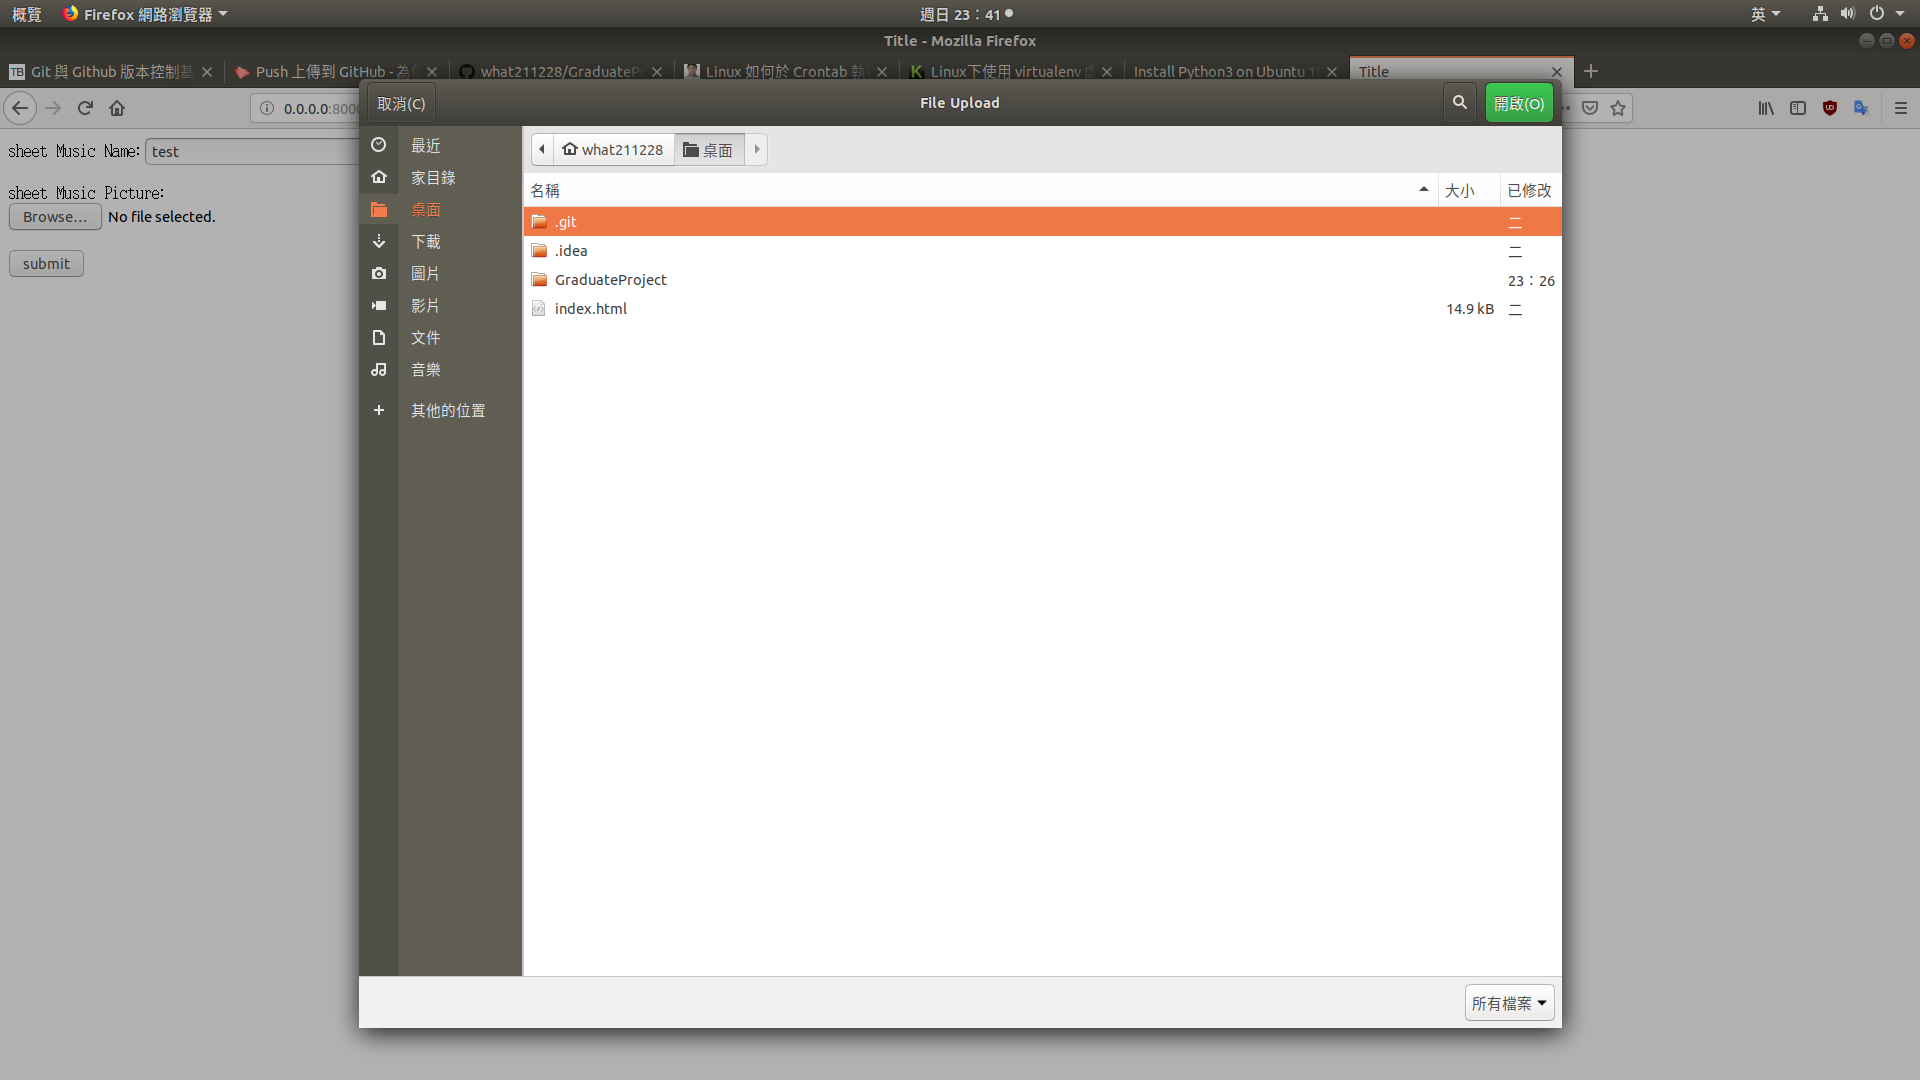 概覽 Firefox 網路瀏覽器 週日 23：41 英
Title - Mozilla Firefox
TB Git 與 Github 版本控制基 Push 上傳到 GitHub - 為 what211228/GraduateP Linux 如何於 Crontab 執 K Linux下使用 virtualenv Install Python3 on Ubuntu Title
0.0.0.0:800
取消(C) File Upload 開啟(O)
sheet Music Name: test
sheet Music Picture:
Browse... No file selected.
submit
最近
家目錄
桌面
下載
圖片
影片
文件
音樂
其他的位置
what211228 桌面
名稱 大小 已修改
.git 二
.idea 二
GraduateProject 23：26
index.html 14.9 kB 二
所有檔案